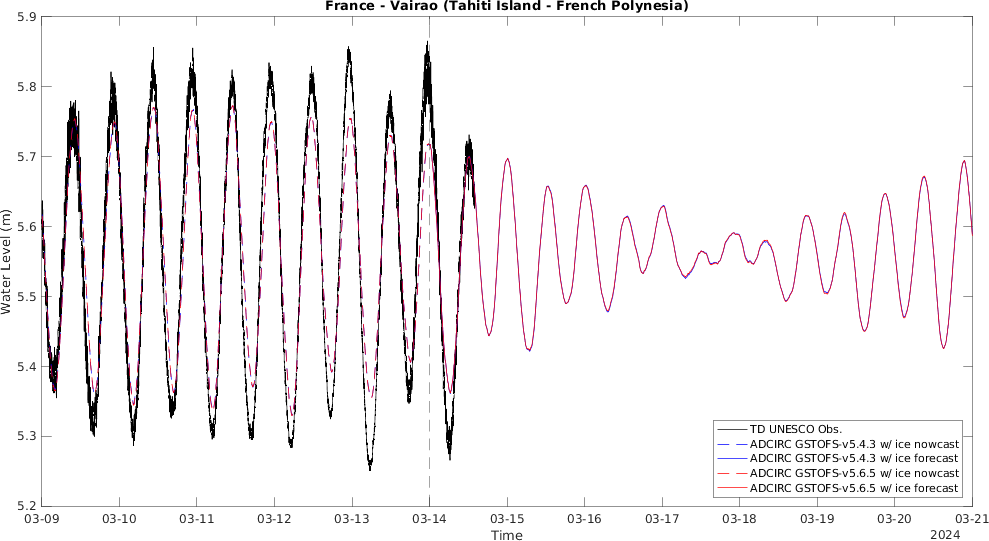 France - Vairao (Tahiti Island - French Polynesia)
5.9
5.8
5.7
5.6
5.5
5.4
5.3
5.2
Water Level (m)
TD UNESCO Obs.
ADCIRC GSTOFS-v5.4.3 w/ ice nowcast
ADCIRC GSTOFS-v5.4.3 w/ ice forecast
ADCIRC GSTOFS-v5.6.5 w/ ice nowcast
ADCIRC GSTOFS-v5.6.5 w/ ice forecast
03-09 03-10 03-11 03-12 03-13 03-14 03-15 03-16 03-17 03-18 03-19 03-20 03-21
Time
2024